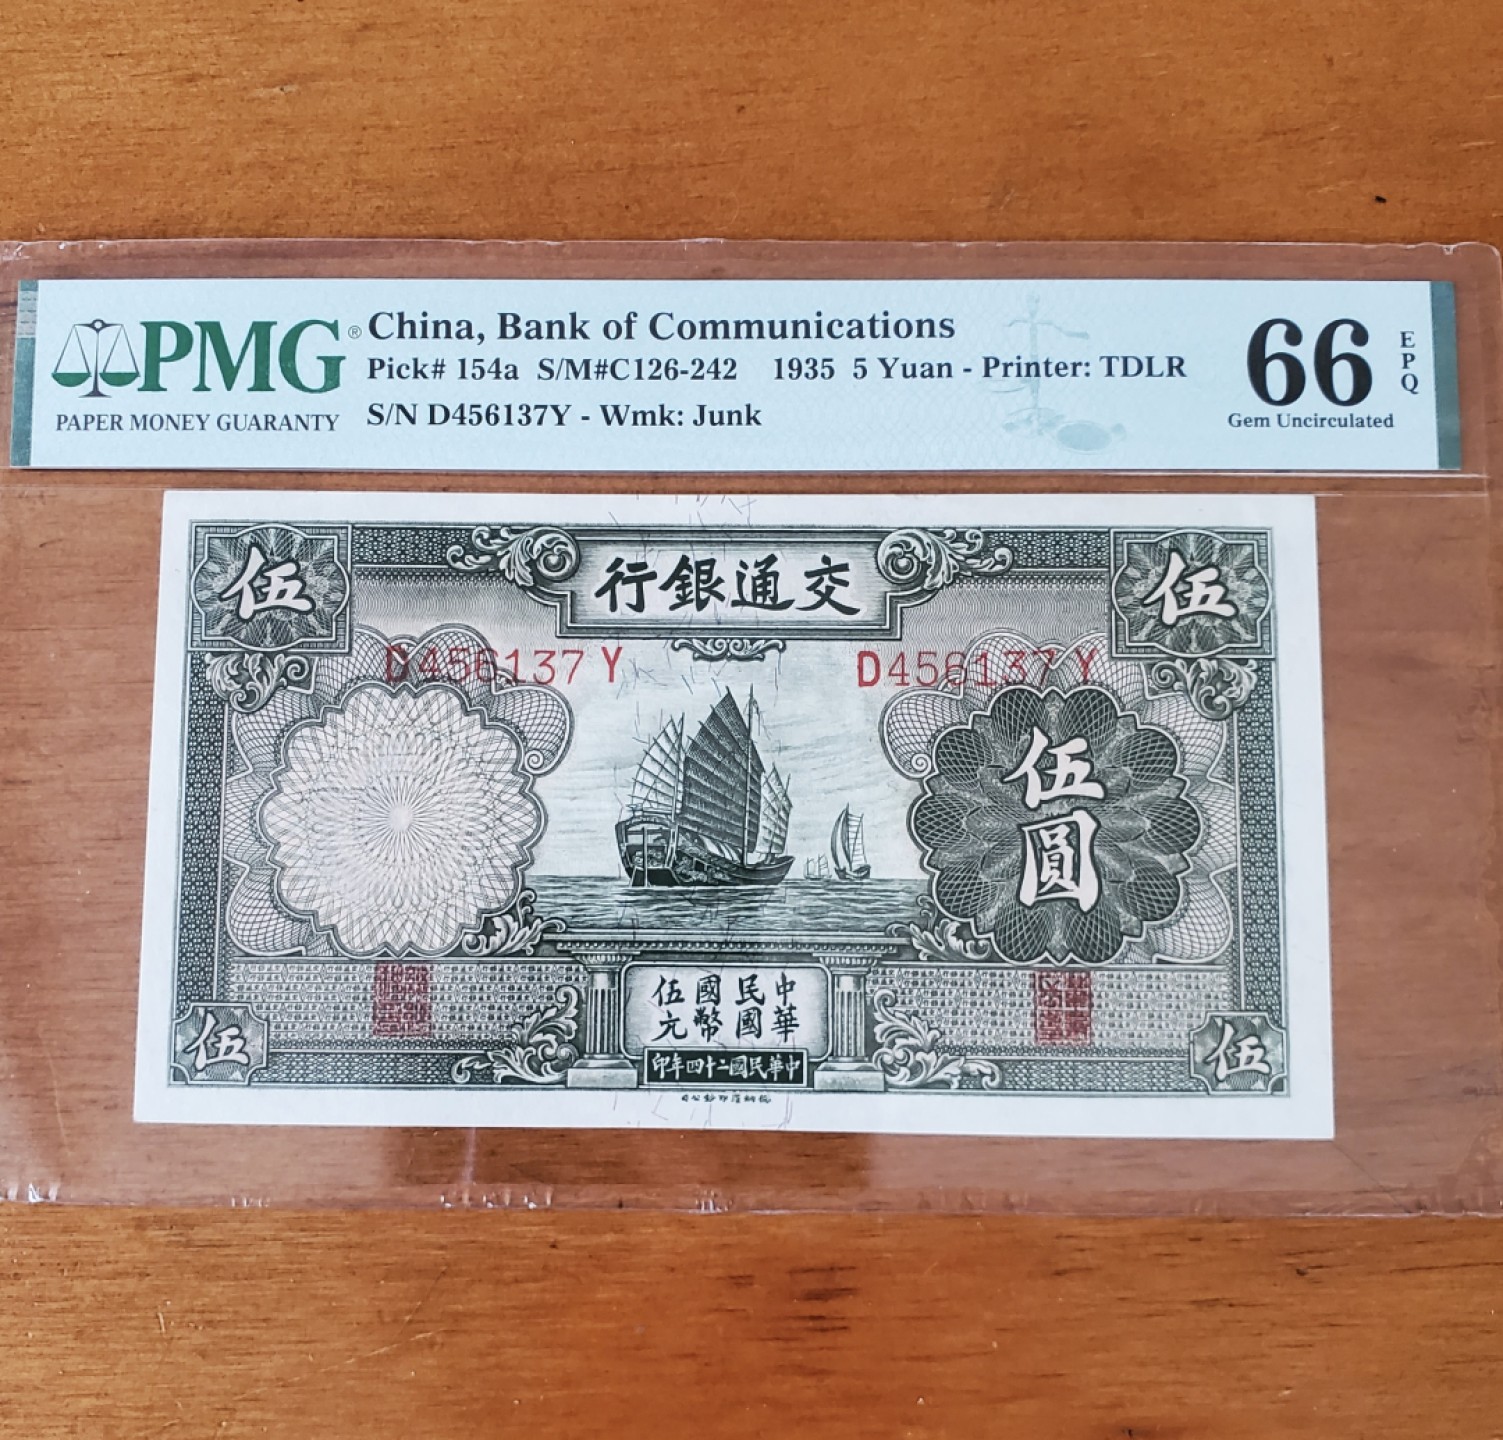 PMG®
PAPER MONEY GUARANTY
China, Bank of Communications
Pick# 154a S/M#C126-242 1935 5 Yuan - Printer: TDLR
S/N D456137Y - Wmk: Junk
66
EPQ
Gem Uncirculated
伍
交通銀行
伍
D456137Y
D456137Y
伍圓
中華民國國幣伍元
中華民國二十四年印
伍
伍